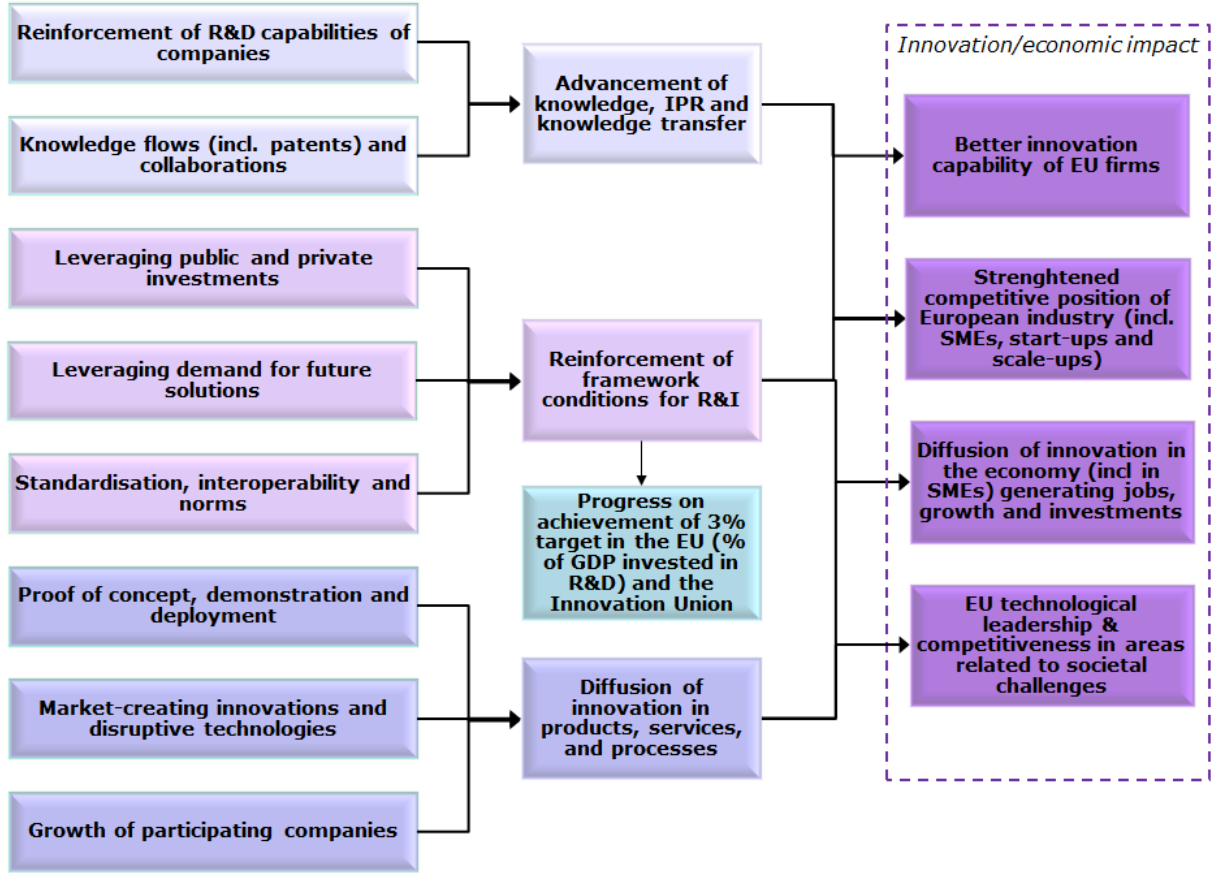 Reinforcement of R&D capabilities of
companies
Knowledge flows (incl. patents) and
collaborations
Leveraging public and private
investments
Leveraging demand for future
solutions
Standardisation, interoperability and
norms
Proof of concept, demonstration and
deployment
Market-creating innovations and
disruptive technologies
Growth of participating companies
Advancement of
knowledge, IPR and
knowledge transfer
Reinforcement of
framework
conditions for R&I
Progress on
achievement of 3%
target in the EU (%
of GDP invested in
R&D) and the
Innovation Union
Diffusion of
innovation in
products, services,
and processes
Innovation/economic impact
Better innovation
capability of EU firms
Strenghtened
competitive position of
European industry (incl.
SMEs, start-ups and
scale-ups)
Diffusion of innovation in
the economy (incl in
SMEs) generating jobs,
growth and investments
EU technological
leadership &
competitiveness in areas
related to societal
challenges